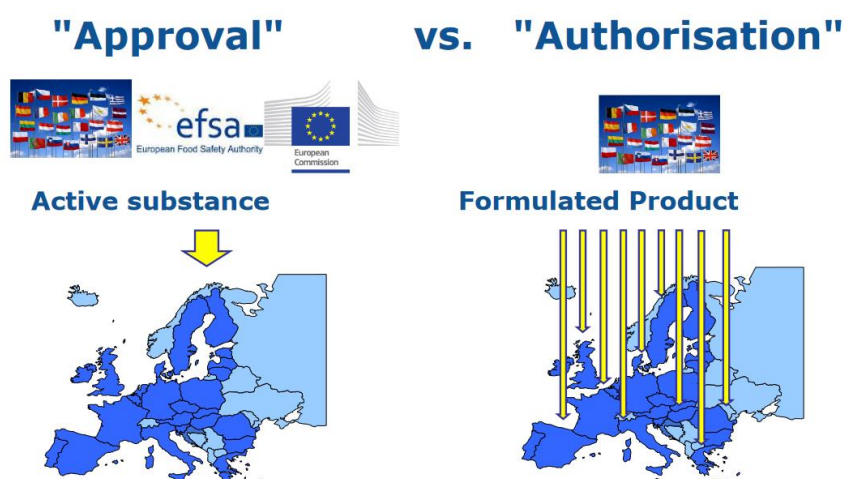 "Approval" vs. "Authorisation"
efsa
European Food Safety Authority
European
Commission
Active substance
Formulated Product